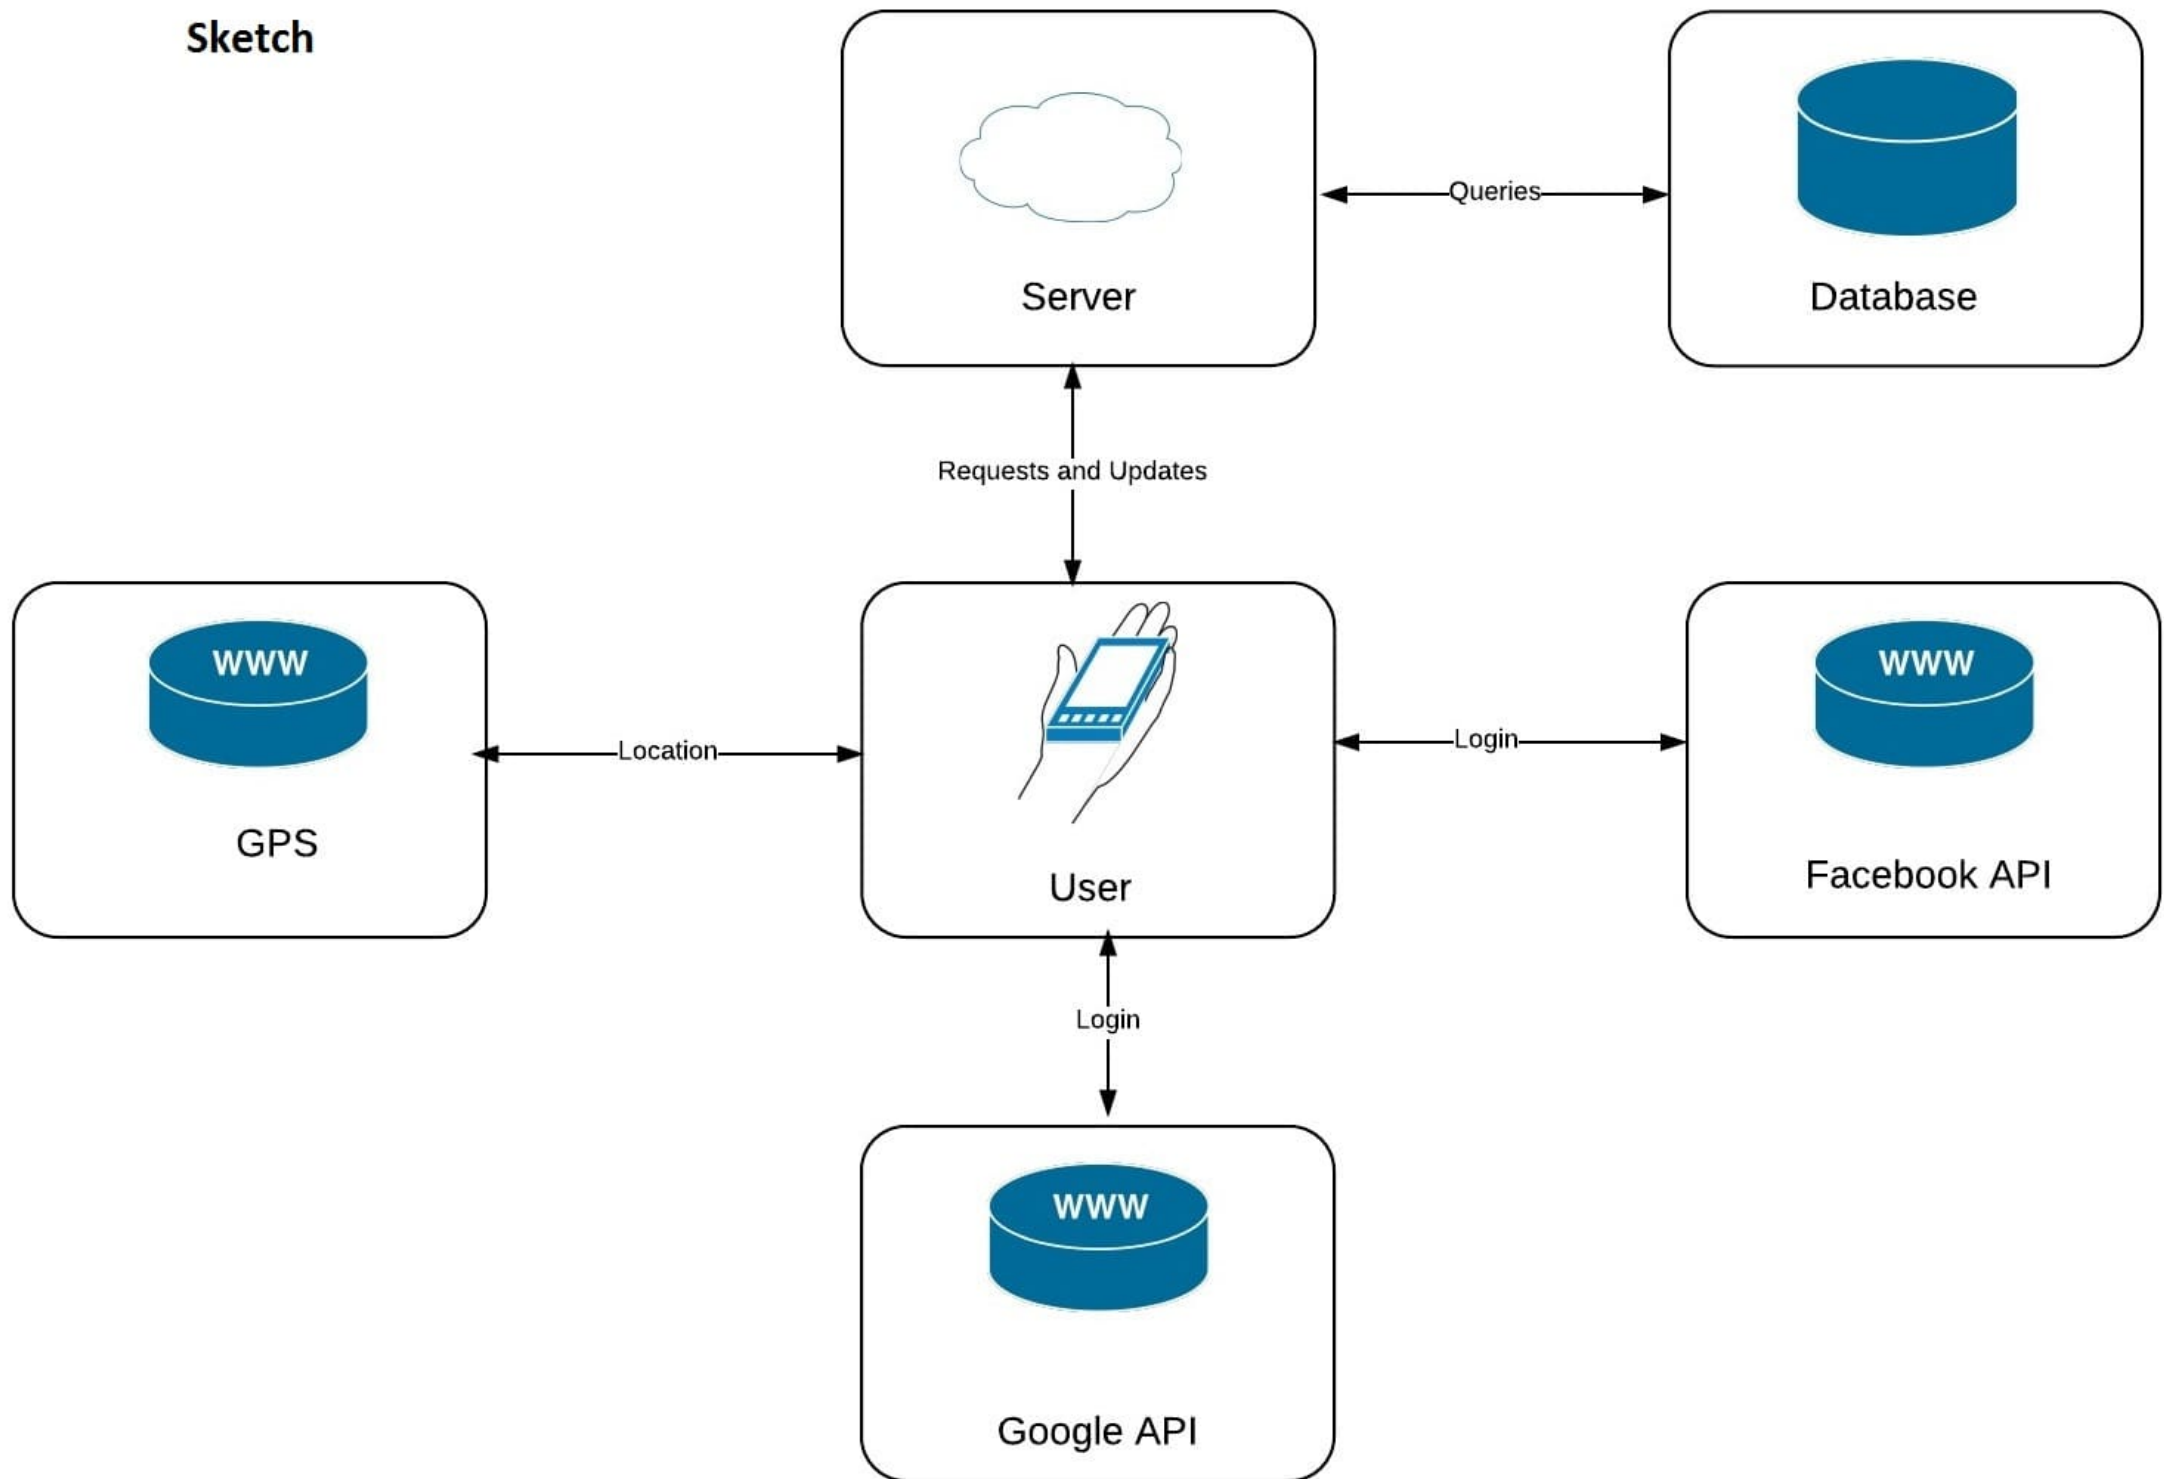 Sketch
Server
Queries
Database
Requests and Updates
WWW
GPS
Location
User
Login
WWW
Facebook API
Login
WWW
Google API